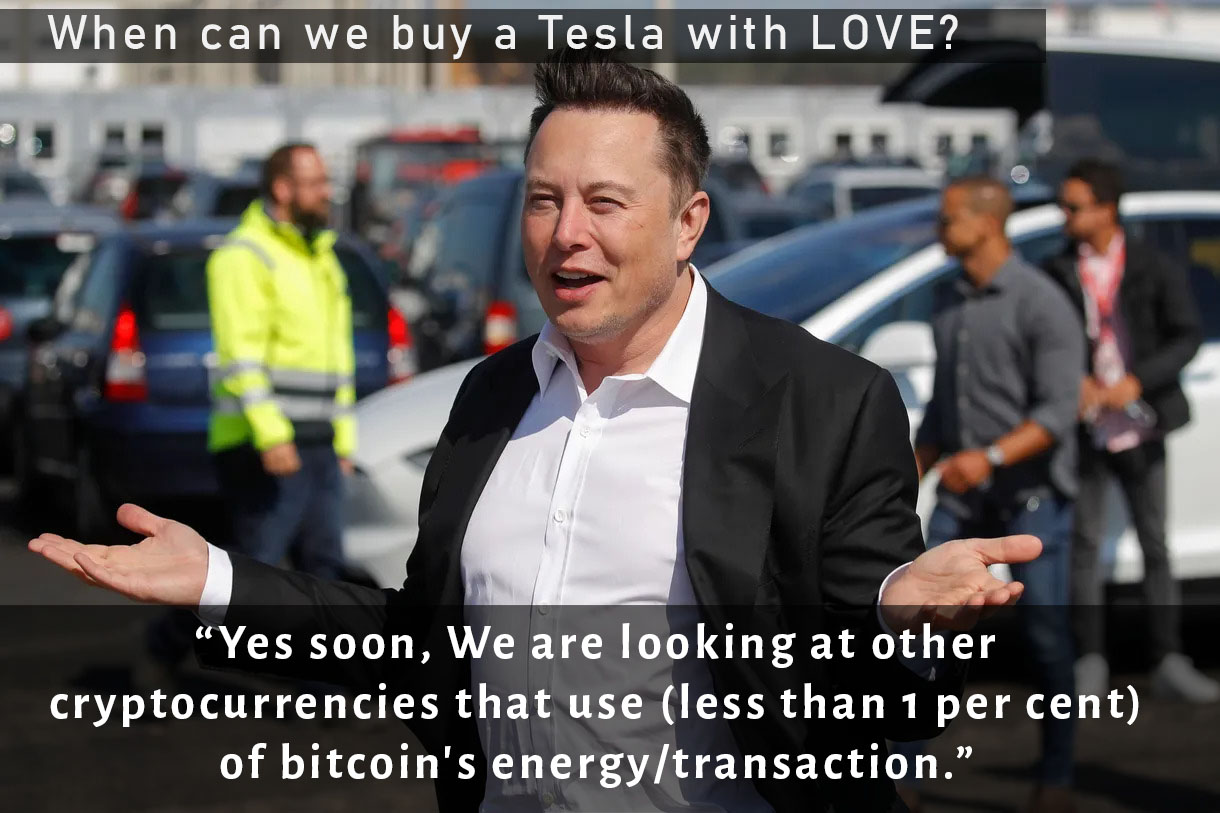 When can we buy a Tesla with LOVE?
“Yes soon, We are looking at other
cryptocurrencies that use (less than 1 per cent)
of bitcoin's energy/transaction.”